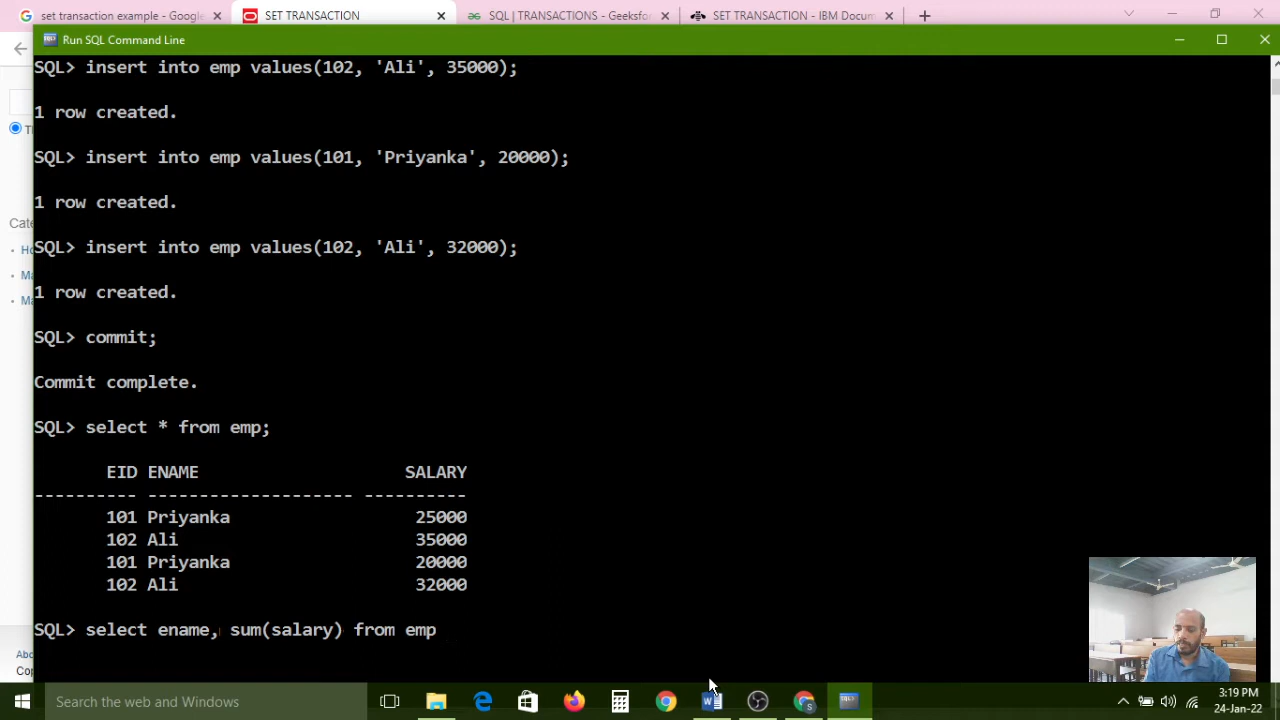 set transaction example - Google
SET TRANSACTION
SQL | TRANSACTIONS - Geeksfor
SET TRANSACTION - IBM Docum
Run SQL Command Line
SQL> insert into emp values(102, 'Ali', 35000);
1 row created.
SQL> insert into emp values(101, 'Priyanka', 20000);
1 row created.
SQL> insert into emp values(102, 'Ali', 32000);
1 row created.
SQL> commit;
Commit complete.
SQL> select * from emp;
EID ENAME SALARY
---------- -------------------- ----------
101 Priyanka 25000
102 Ali 35000
101 Priyanka 20000
102 Ali 32000
SQL> select ename, sum(salary) from emp
Search the web and Windows
3:19 PM
24-Jan-22